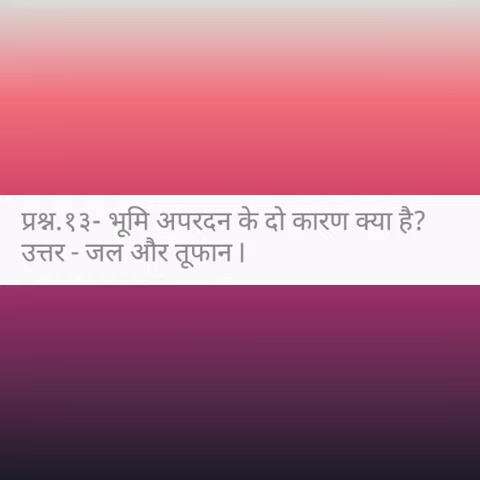 प्रश्न.१३- भूमि अपरदन के दो कारण क्या है?
उत्तर - जल और तूफान l